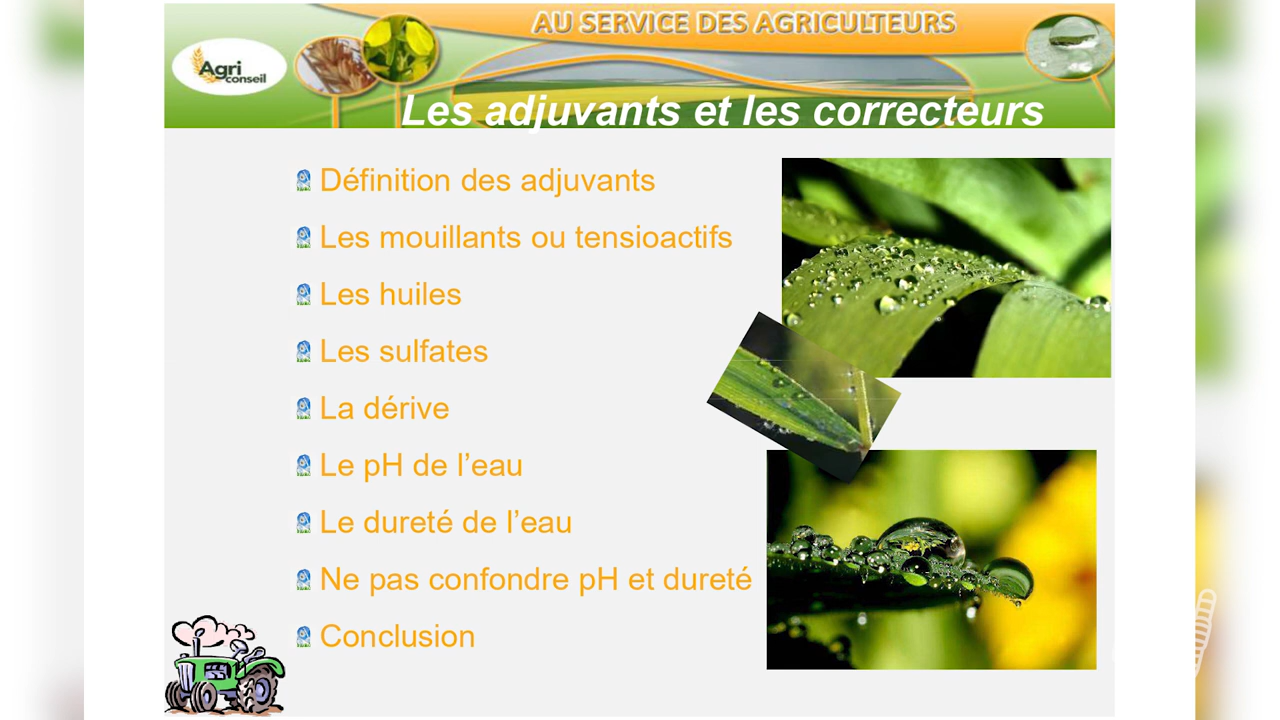 AU SERVICE DES AGRICULTEURS
Agri
conseil
Les adjuvants et les correcteurs
Définition des adjuvants
Les mouillants ou tensioactifs
Les huiles
Les sulfates
La dérive
Le pH de l’eau
Le dureté de l’eau
Ne pas confondre pH et dureté
Conclusion